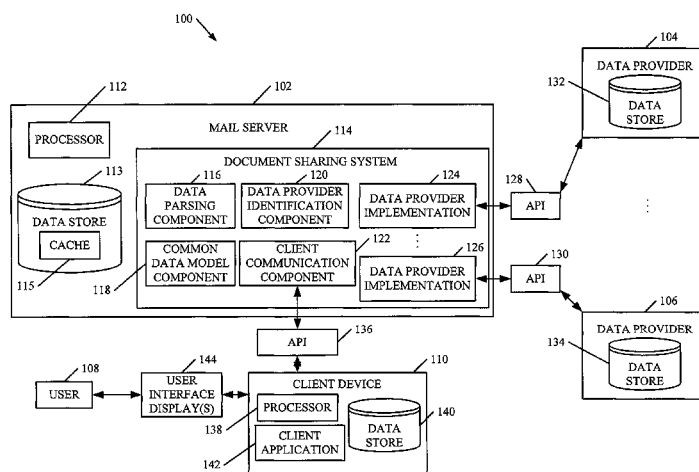 100
102
104
DATA PROVIDER
132
DATA
STORE
112
PROCESSOR
MAIL SERVER
114
DOCUMENT SHARING SYSTEM
113
DATA STORE
CACHE
115
116
DATA
PARSING
COMPONENT
120
DATA PROVIDER
IDENTIFICATION
COMPONENT
124
DATA PROVIDER
IMPLEMENTATION
128
API
118
COMMON
DATA MODEL
COMPONENT
122
CLIENT
COMMUNICATION
COMPONENT
126
DATA PROVIDER
IMPLEMENTATION
130
API
106
DATA PROVIDER
134
DATA
STORE
136
API
108
USER
144
USER
INTERFACE
DISPLAY(S)
110
CLIENT DEVICE
PROCESSOR
138
CLIENT
APPLICATION
142
DATA
STORE
140